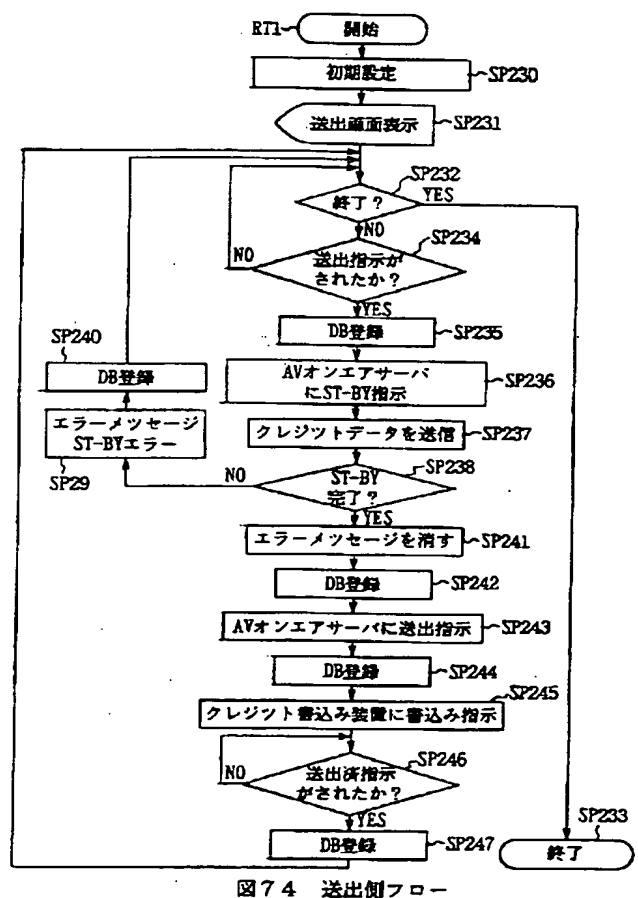 RT1 開始
初期設定 SP230
送出画面表示 SP231
SP232
終了? YES
NO SP234
NO 送出指示が
されたか?
YES
DB登録 SP235
SP240
DB登録
AVオンエアサーバ
にST-BY指示 SP236
エラーメツセージ
ST-BYエラー
クレジツトデータを送信 SP237
SP29
NO ST-BY
完了? SP238
YES
エラーメツセージを消す SP241
DB登録 SP242
AVオンエアサーバに送出指示 SP243
DB登録 SP244
SP245
クレジツト書込み装置に書込み指示
SP246
NO 送出済指示
がされたか?
YES
DB登録 SP247
SP233
終了
図74 送出側フロー